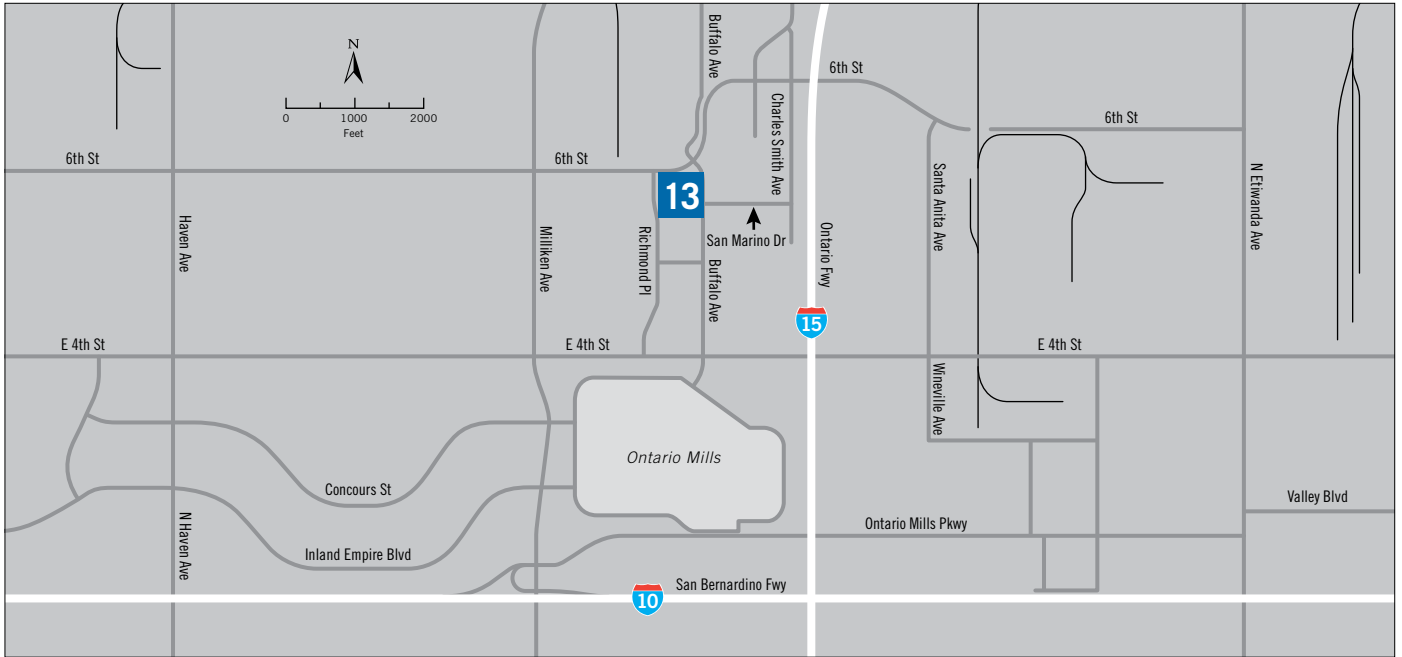 N
0 1000 2000
Feet
Buffalo Ave
Charles Smith Ave
6th St
6th St
6th St
6th St
13
San Marino Dr
Haven Ave
Milliken Ave
Richmond Pl
Buffalo Ave
Ontario Fwy
Santa Anita Ave
N Etiwanda Ave
15
E 4th St
E 4th St
E 4th St
Wineville Ave
Ontario Mills
Concours St
Valley Blvd
N Haven Ave
Inland Empire Blvd
Ontario Mills Pkwy
San Bernardino Fwy
10